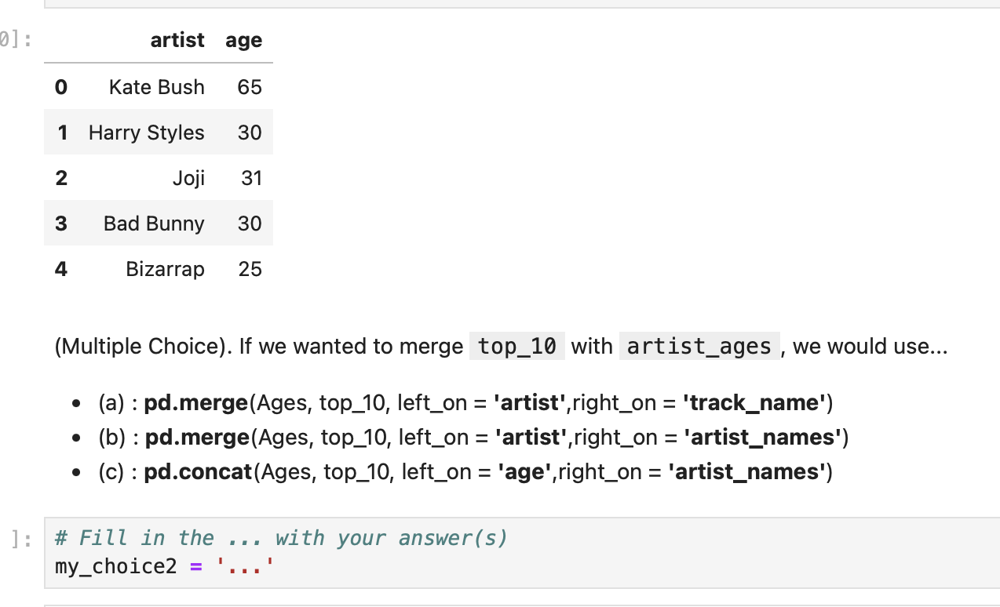 0]:
artist age
0 Kate Bush 65
1 Harry Styles 30
2 Joji 31
3 Bad Bunny 30
4 Bizarrap 25
(Multiple Choice). If we wanted to merge top_10 with artist_ages , we would use...
• (a) : pd.merge(Ages, top_10, left_on = 'artist',right_on = 'track_name')
• (b) : pd.merge(Ages, top_10, left_on = 'artist',right_on = 'artist_names')
• (c) : pd.concat(Ages, top_10, left_on = 'age',right_on = 'artist_names')
]:
# Fill in the ... with your answer(s)
my_choice2 = '...'